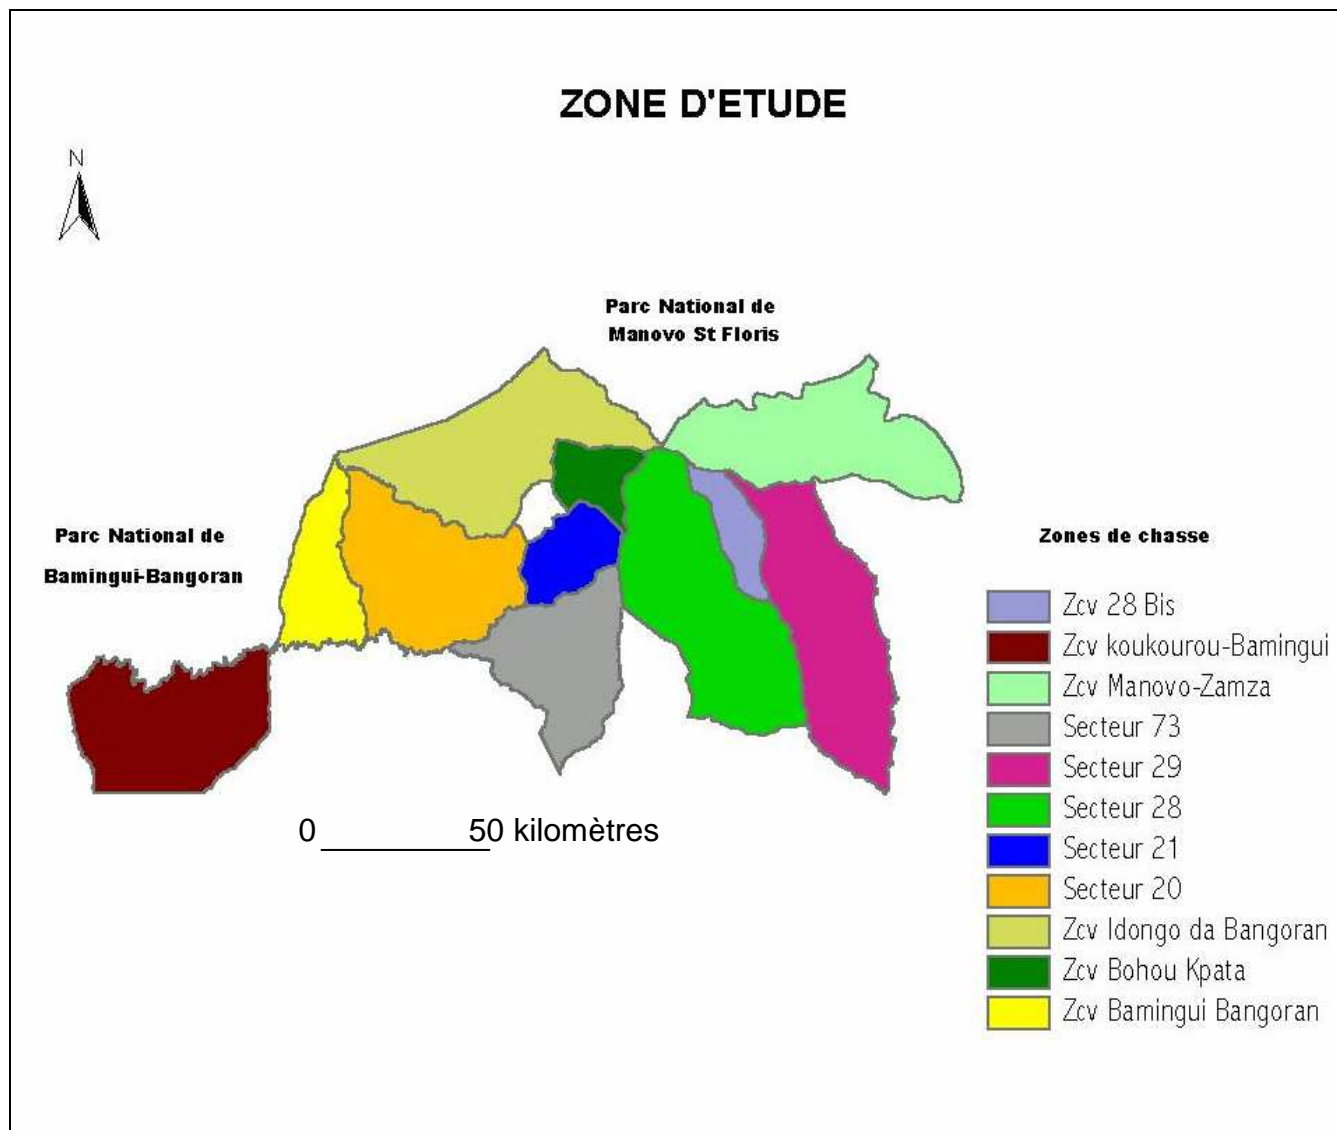 ZONE D'ETUDE
N
Parc National de
Manovo St Floris
Parc National de
Bamingui-Bangoran
Zones de chasse
Zcv 28 Bis
Zcv koukourou-Bamingui
Zcv Manovo-Zamza
Secteur 73
Secteur 29
Secteur 28
Secteur 21
Secteur 20
Zcv Idongo da Bangoran
Zcv Bohou Kpata
Zcv Bamingui Bangoran
0 50 kilomètres